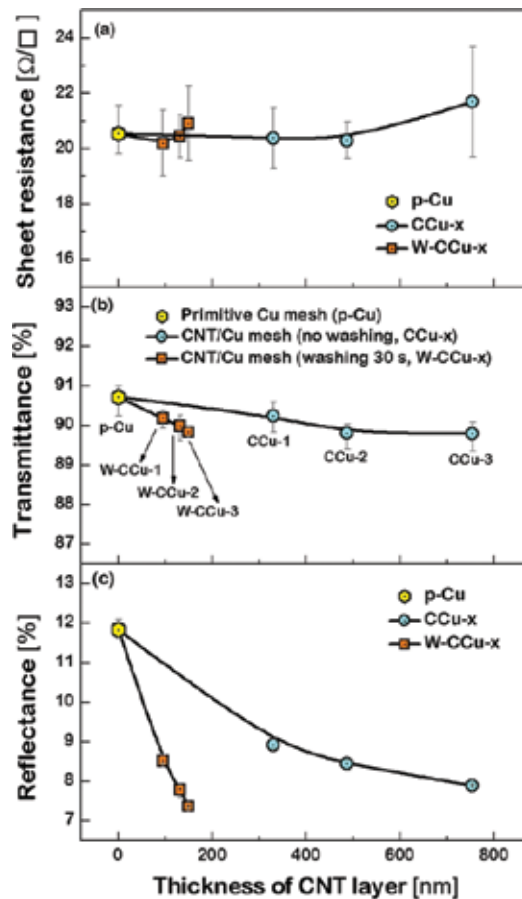 (a)
Sheet resistance [Ω/□]
24
22
20
18
16
p-Cu
CCu-x
W-CCu-x
(b)
Transmittance [%]
93
92
91
90
89
88
87
Primitive Cu mesh (p-Cu)
CNT/Cu mesh (no washing, CCu-x)
CNT/Cu mesh (washing 30 s, W-CCu-x)
p-Cu
CCu-1
CCu-2
CCu-3
W-CCu-1
W-CCu-2
W-CCu-3
(c)
Reflectance [%]
13
12
11
10
9
8
7
p-Cu
CCu-x
W-CCu-x
0 200 400 600 800
Thickness of CNT layer [nm]